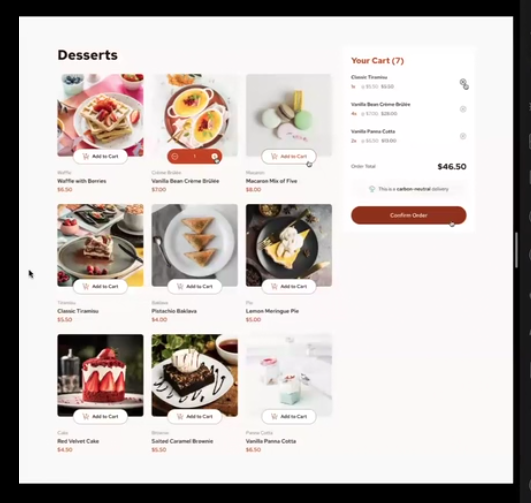 Desserts
Add to Cart
1
Add to Cart
Waffle
Crème Brûlée
Macaron
Waffle with Berries
Vanilla Bean Crème Brûlée
Macaron Mix of Five
$6.50
$7.00
$8.00
Add to Cart
Add to Cart
Add to Cart
Tiramisu
Baklava
Pie
Classic Tiramisu
Pistachio Baklava
Lemon Meringue Pie
$5.50
$4.00
$5.00
Add to Cart
Add to Cart
Add to Cart
Cake
Brownie
Panna Cotta
Red Velvet Cake
Salted Caramel Brownie
Vanilla Panna Cotta
$4.50
$5.50
$6.50
Your Cart (7)
Classic Tiramisu
1x @ $5.50 $5.50
Vanilla Bean Crème Brûlée
4x @ $7.00 $28.00
Vanilla Panna Cotta
2x @ $6.50 $13.00
Order Total $46.50
This is a carbon-neutral delivery
Confirm Order